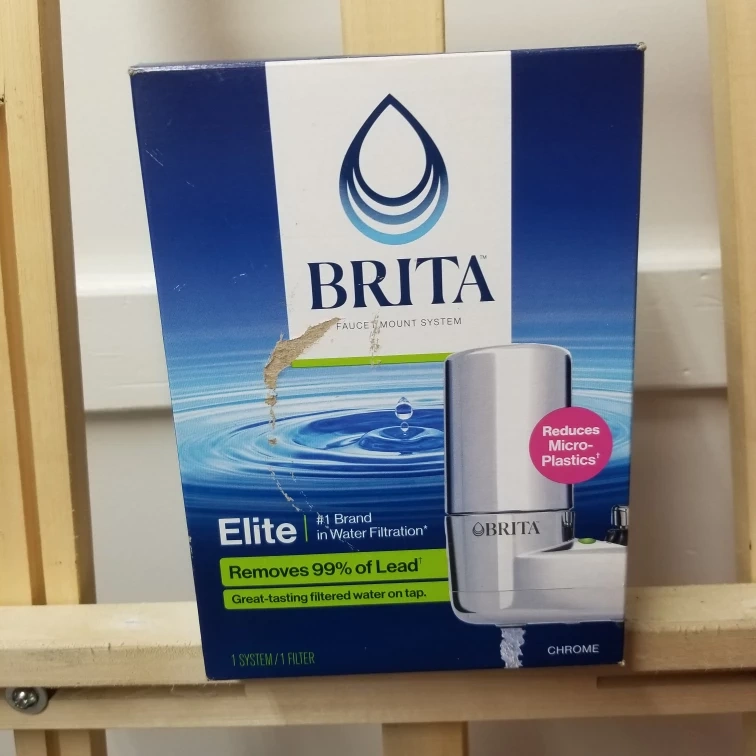 BRITA™
FAUCET MOUNT SYSTEM
Reduces
Micro-
Plastics†
BRITA
Elite
#1 Brand
in Water Filtration*
Removes 99% of Lead†
Great-tasting filtered water on tap.
1 SYSTEM / 1 FILTER
CHROME